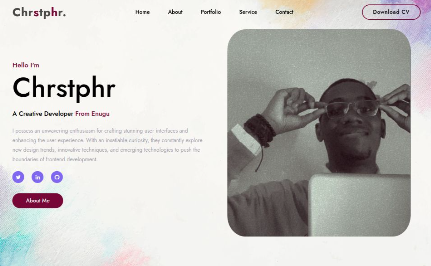 Chrstphr.
Home About Portfolio Service Contact
Download CV
Hello I'm
Chrstphr
A Creative Developer From Enugu
I possess an unwavering enthusiasm for crafting stunning user interfaces and
enhancing the user experience. With an insatiable curiosity, they constantly explore
new design trends, innovative techniques, and emerging technologies to push the
boundaries of frontend development.
About Me